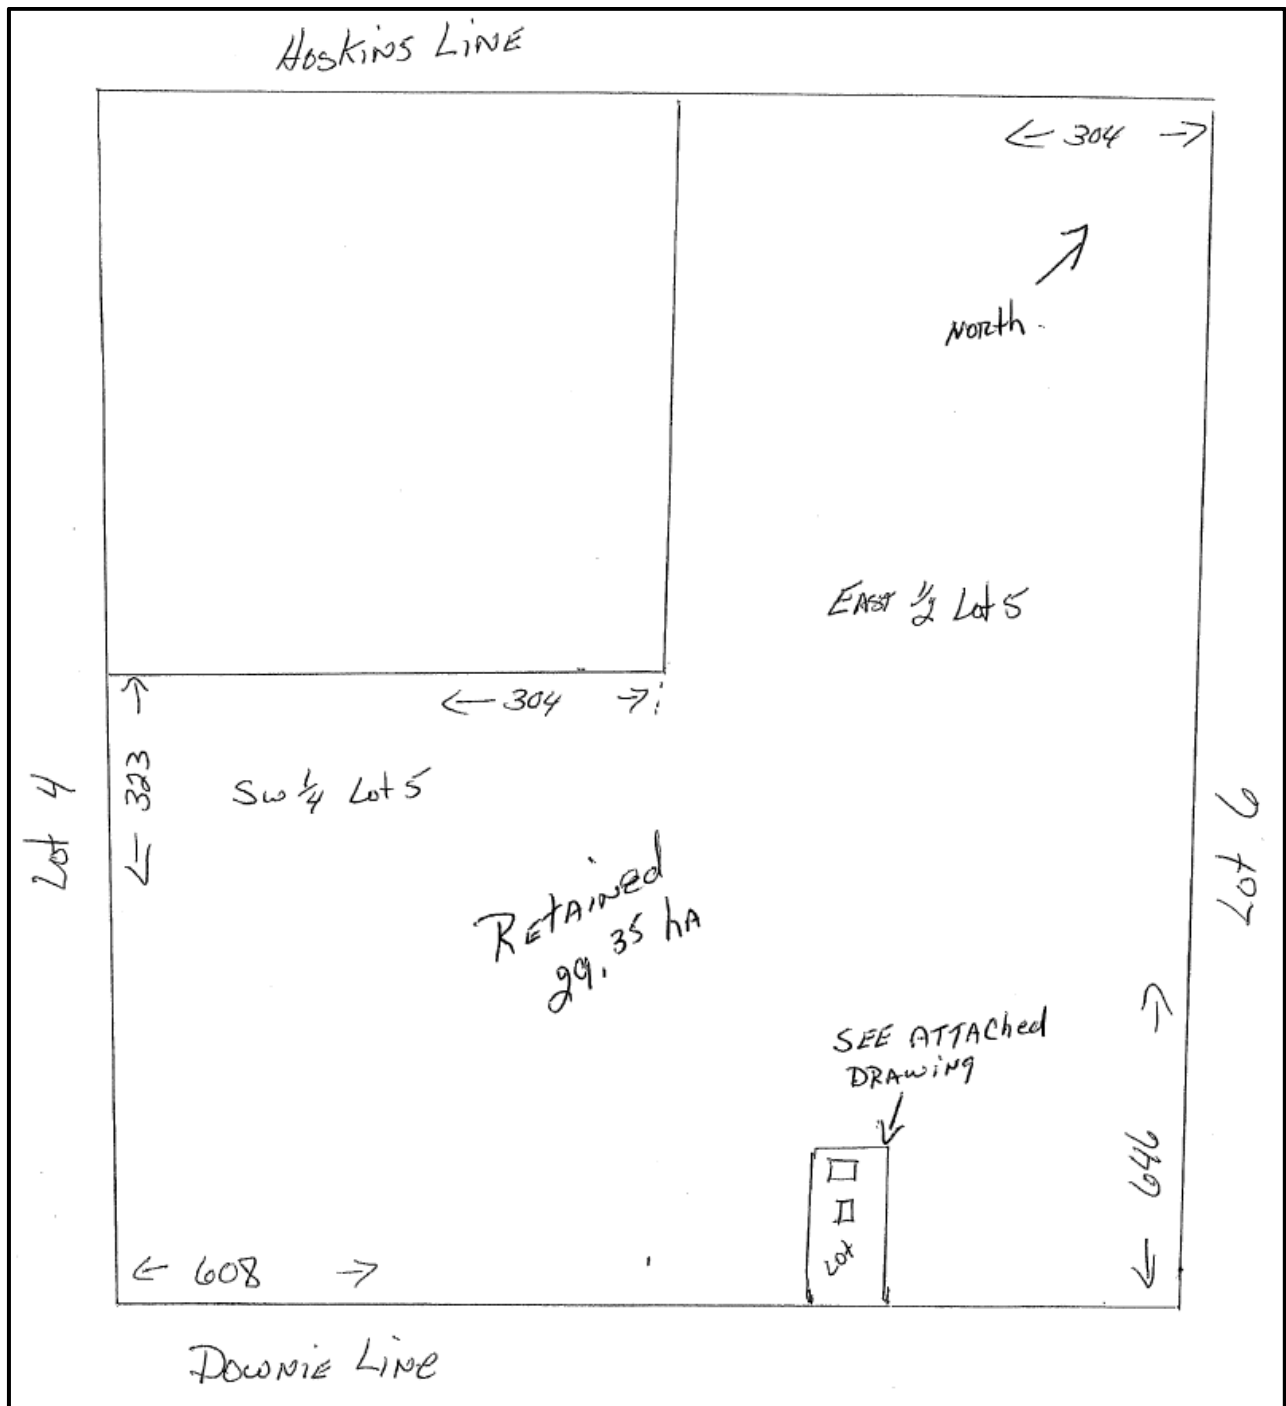 Hoskins Line
← 304 →
North.
East 1/2 Lot 5
← 304 →
← 323 →
SW 1/4 Lot 5
Lot 4
Lot 6
Retained
29.35 ha
SEE ATTAChed
DRAWiNg
← 646 →
Lot
← 608 →
Downie Line